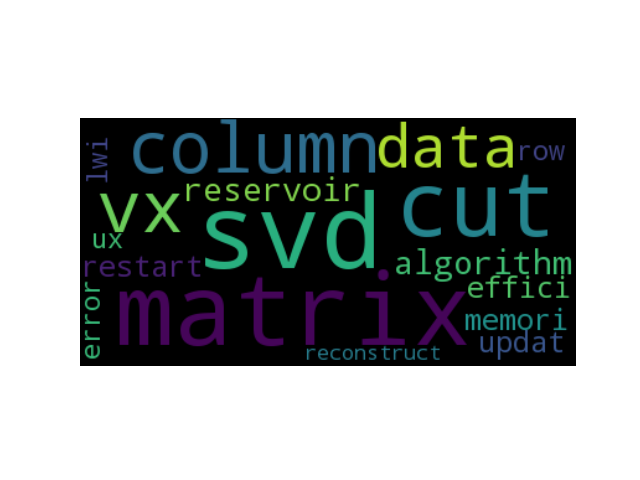 column
data
row
lwi
reservoir
cut
vx
svd
ux
restart
algorithm
matrix
effici
error
memori
updat
reconstruct